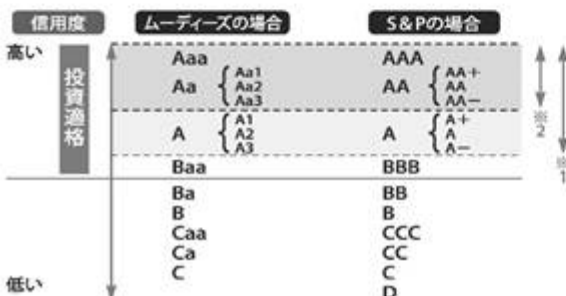 信用度 ムーディーズの場合 S&Pの場合
高い
投資適格
Aaa AAA
Aa { Aa1 Aa2 Aa3 AA { AA+ AA AA−
A { A1 A2 A3 A { A+ A A−
Baa BBB
※2
※1
Ba BB
B B
Caa CCC
Ca CC
C C
低い D